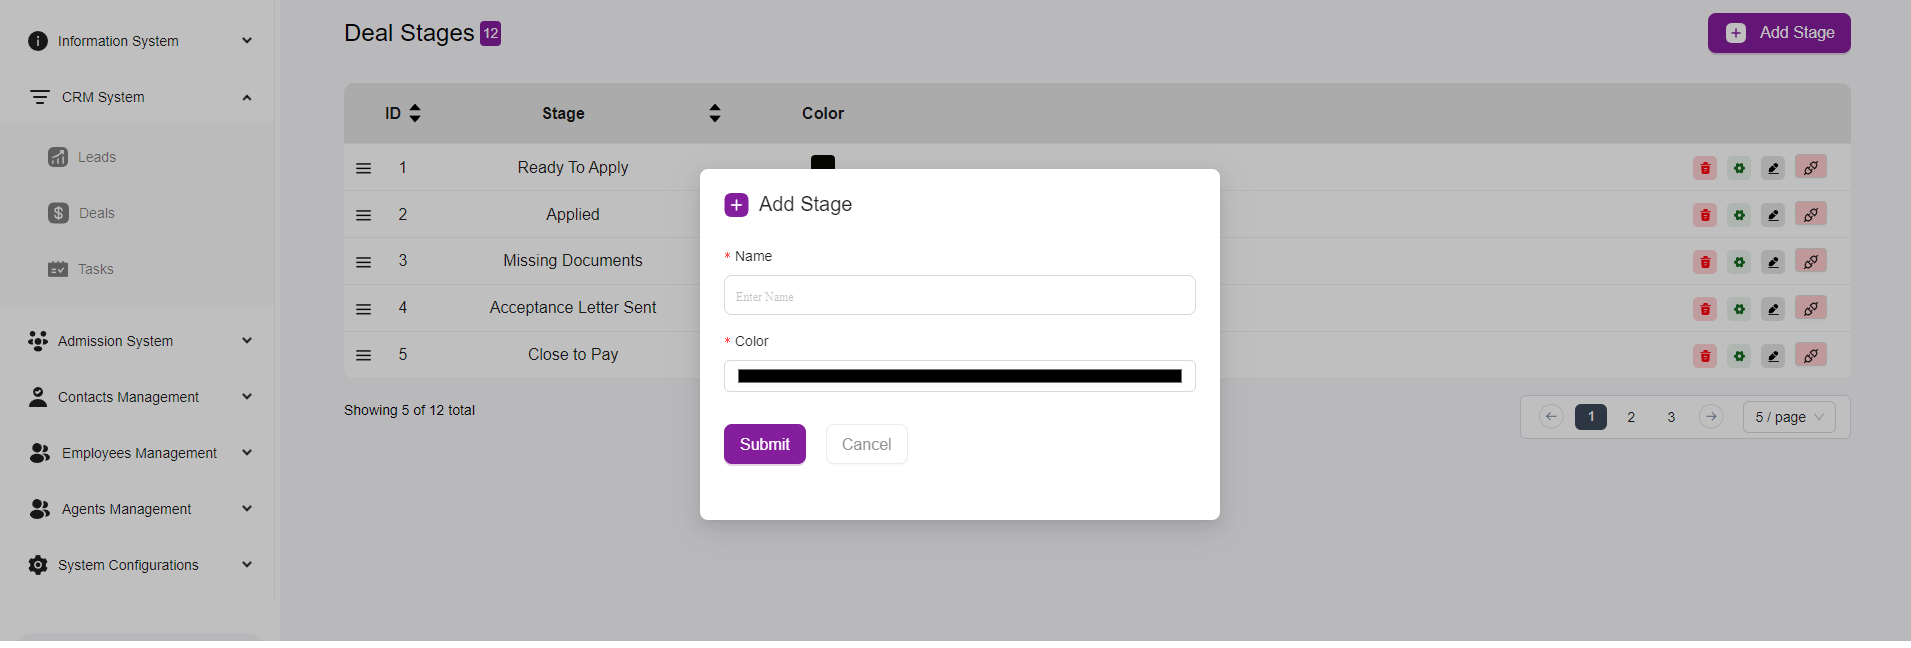 Information System
CRM System
Leads
Deals
Tasks
Admission System
Contacts Management
Employees Management
Agents Management
System Configurations
Deal Stages 12
Add Stage
ID Stage Color
1 Ready To Apply
2 Applied
3 Missing Documents
4 Acceptance Letter Sent
5 Close to Pay
Showing 5 of 12 total
1 2 3 5 / page
Add Stage
* Name
Enter Name
* Color
Submit Cancel